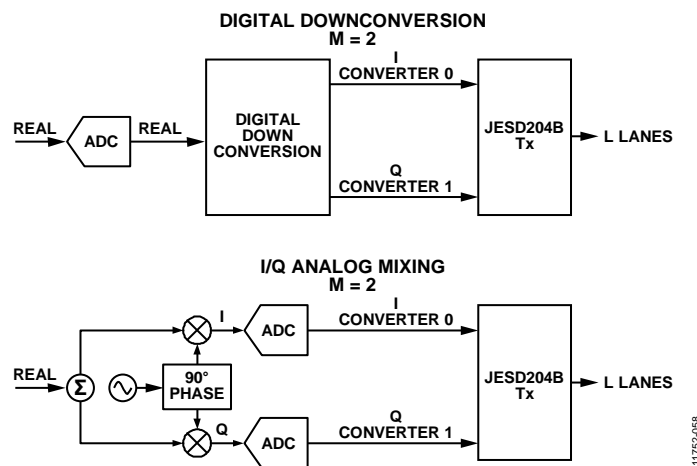 DIGITAL DOWNCONVERSION
M = 2
I
CONVERTER 0
REAL
ADC
REAL
DIGITAL
DOWN
CONVERSION
JESD204B
Tx
L LANES
Q
CONVERTER 1
I/Q ANALOG MIXING
M = 2
I
ADC
I
CONVERTER 0
REAL
Σ
90°
PHASE
JESD204B
Tx
L LANES
Q
ADC
Q
CONVERTER 1
11752-058